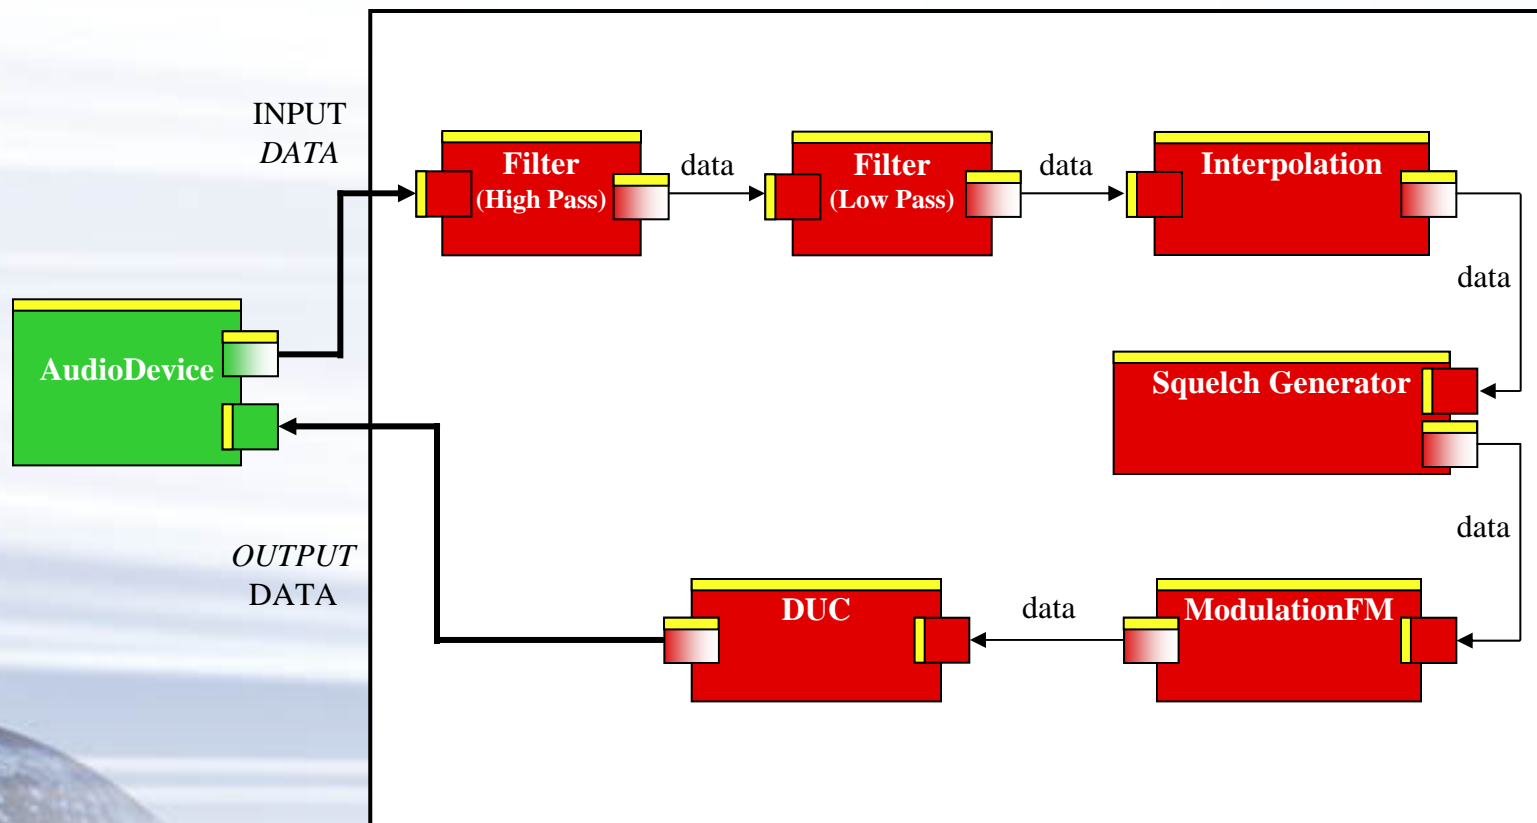 INPUT
DATA
Filter
(High Pass)
data
Filter
(Low Pass)
data
Interpolation
data
AudioDevice
Squelch Generator
data
OUTPUT
DATA
DUC
data
ModulationFM